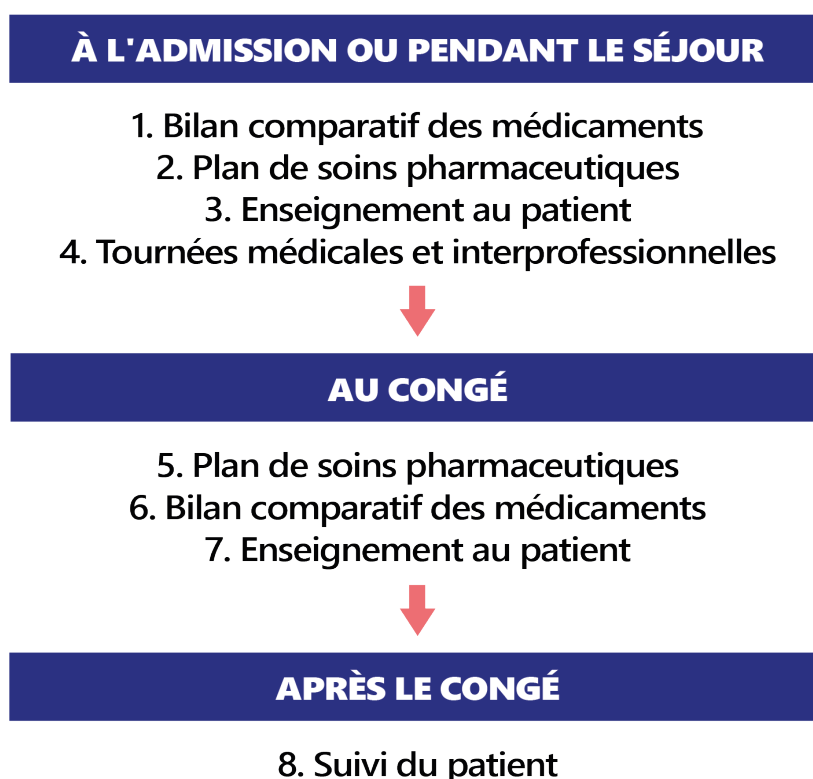 À L'ADMISSION OU PENDANT LE SÉJOUR
1. Bilan comparatif des médicaments
2. Plan de soins pharmaceutiques
3. Enseignement au patient
4. Tournées médicales et interprofessionnelles
AU CONGÉ
5. Plan de soins pharmaceutiques
6. Bilan comparatif des médicaments
7. Enseignement au patient
APRÈS LE CONGÉ
8. Suivi du patient